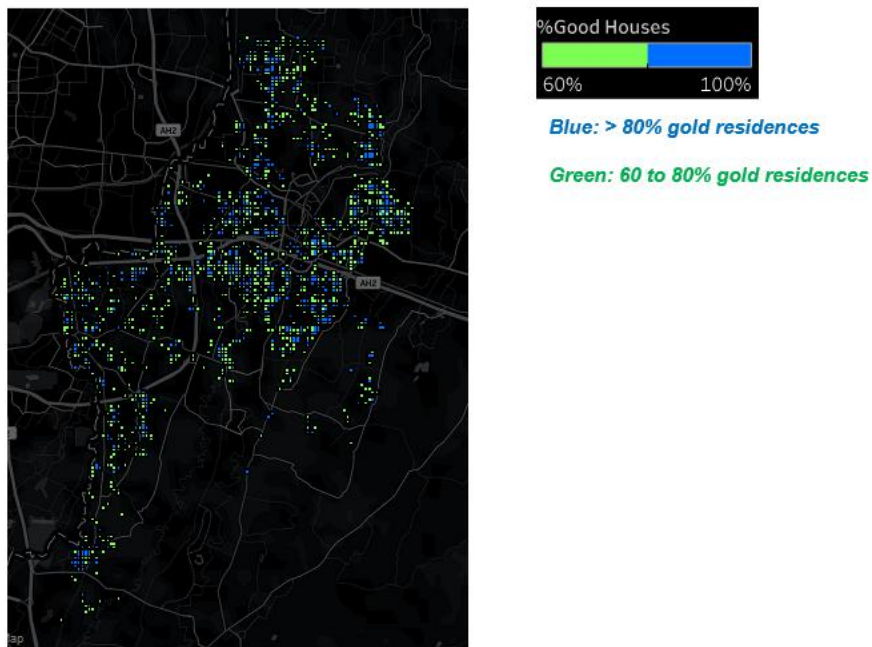 %Good Houses
60% 100%
Blue: > 80% gold residences
Green: 60 to 80% gold residences
AH2
AH2